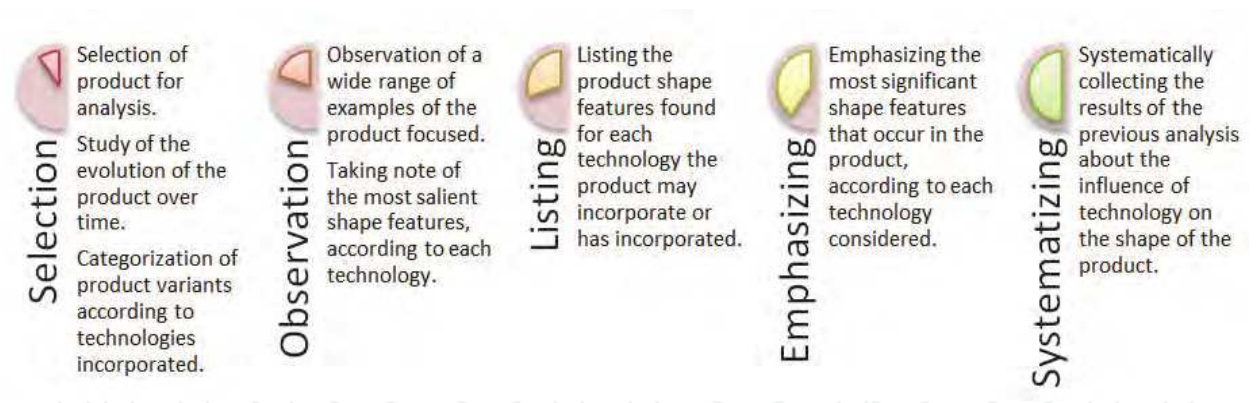 Selection
Selection of
product for
analysis.
Study of the
evolution of the
product over
time.
Categorization of
product variants
according to
technologies
incorporated.
Observation
Observation of a
wide range of
examples of the
product focused.
Taking note of
the most salient
shape features,
according to each
technology.
Listing
Listing the
product shape
features found
for each
technology the
product may
incorporate or
has incorporated.
Emphasizing
Emphasizing the
most significant
shape features
that occur in the
product,
according to each
technology
considered.
Systematizing
Systematically
collecting the
results of the
previous analysis
about the
influence of
technology on
the shape of the
product.